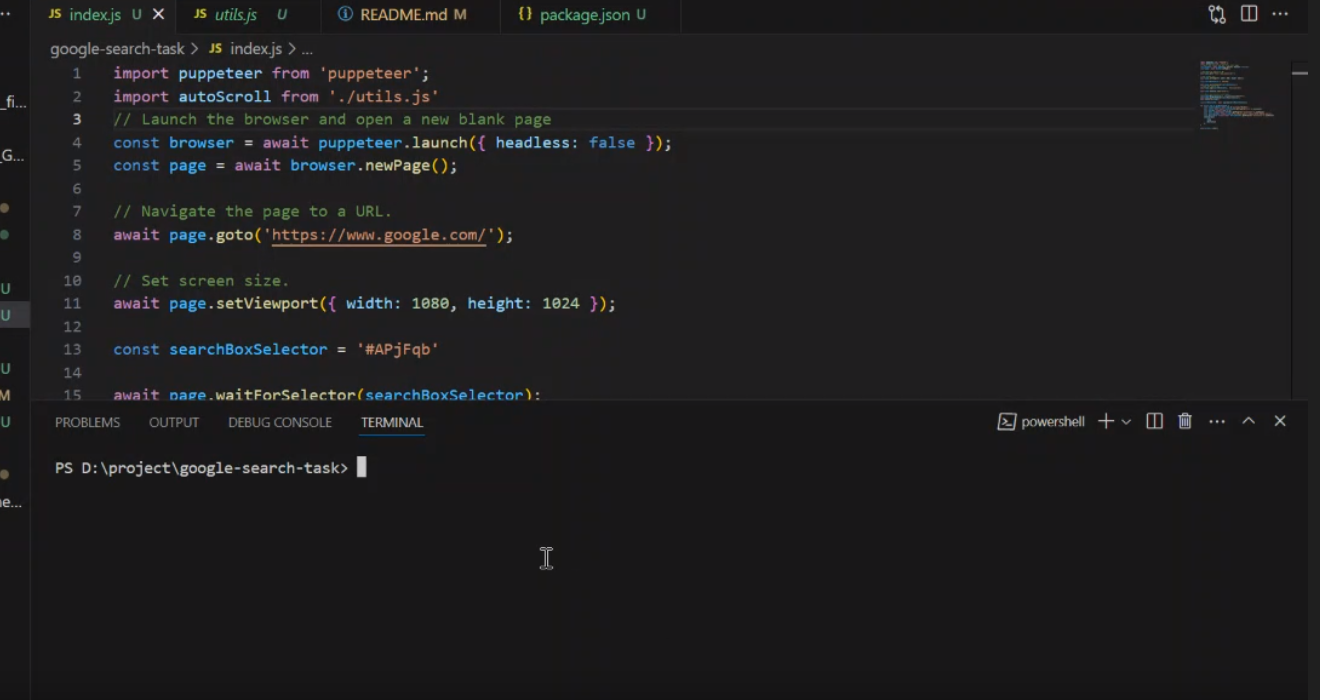 JS index.js U
JS utils.js U
README.md M
{} package.json U
google-search-task > JS index.js > ...
_fi...
_G...
U
U
U
M
U
ne...
1 import puppeteer from 'puppeteer';
2 import autoScroll from './utils.js'
3 // Launch the browser and open a new blank page
4 const browser = await puppeteer.launch({ headless: false });
5 const page = await browser.newPage();
6
7 // Navigate the page to a URL.
8 await page.goto('https://www.google.com/');
9
10 // Set screen size.
11 await page.setViewport({ width: 1080, height: 1024 });
12
13 const searchBoxSelector = '#APjFqb'
14
15 await page.waitForSelector(searchBoxSelector);
PROBLEMS OUTPUT DEBUG CONSOLE TERMINAL
powershell
PS D:\project\google-search-task>